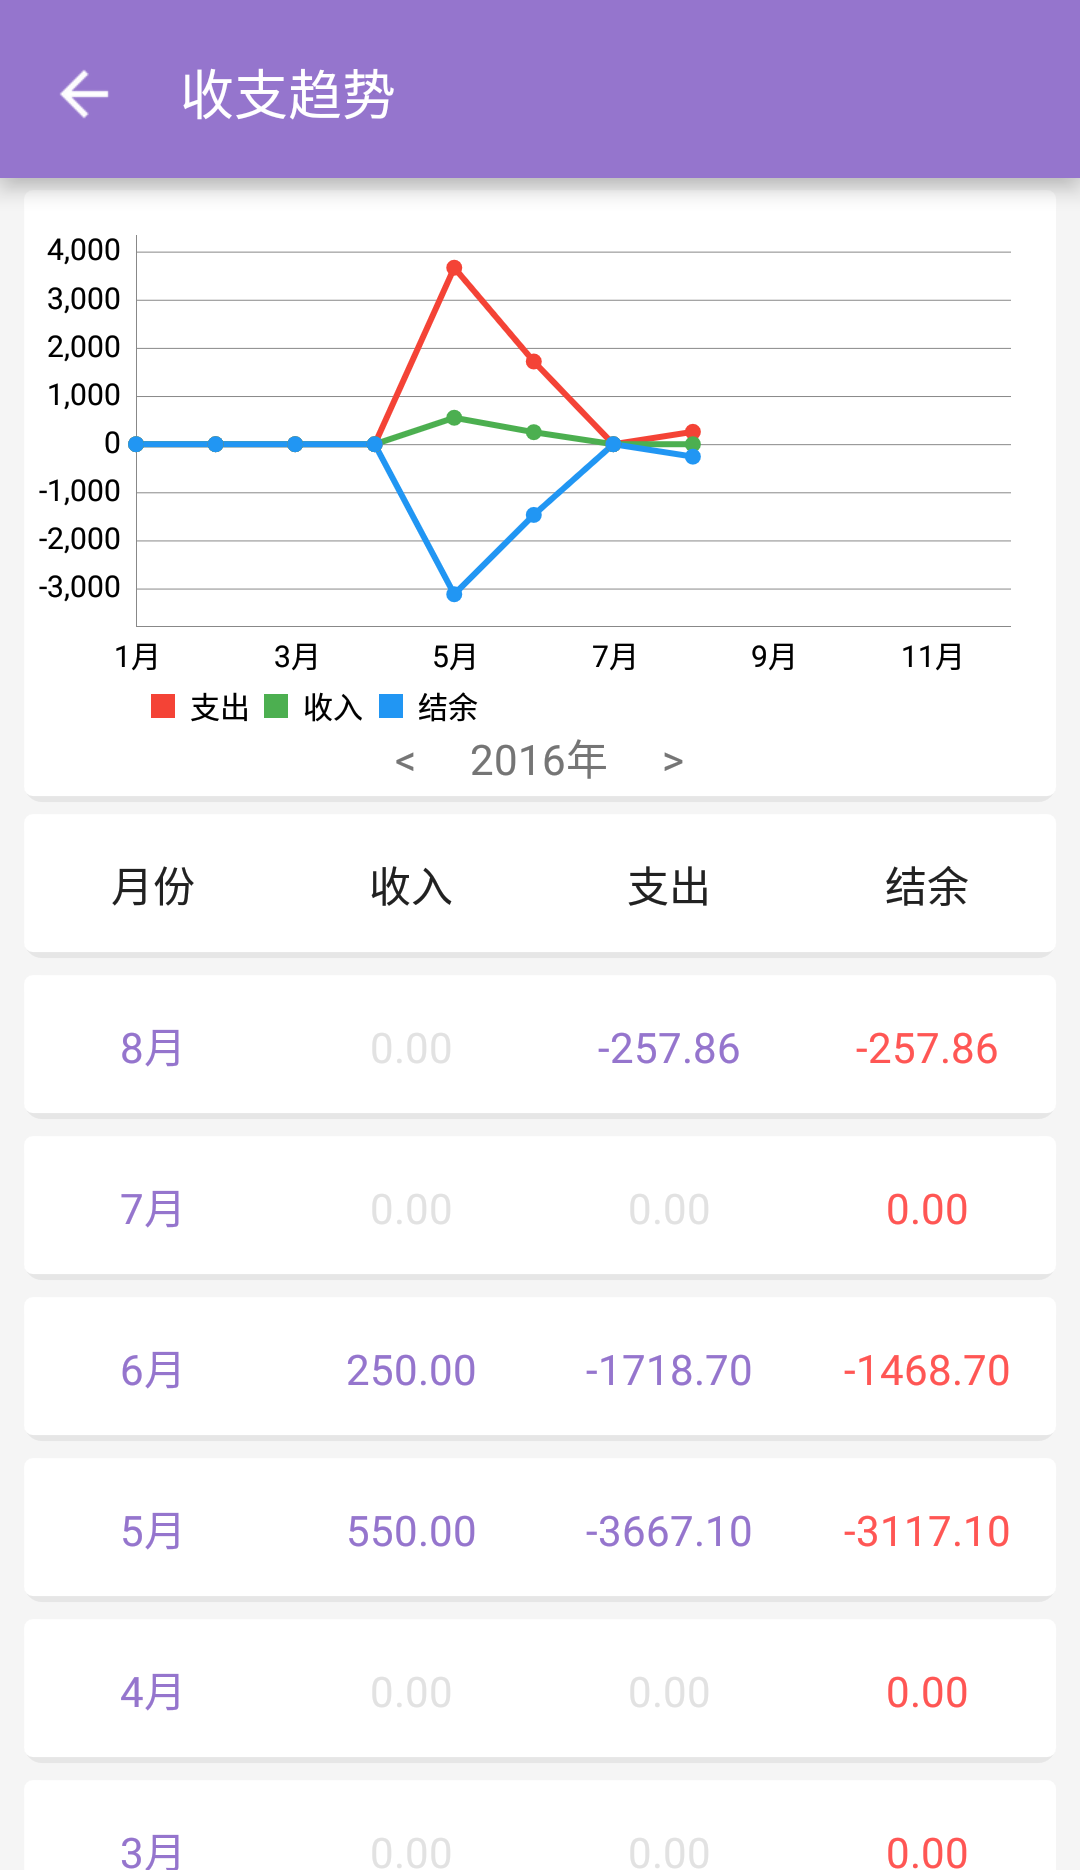 收支趋势
4,000
3,000
2,000
1,000
0
-1,000
-2,000
-3,000
1月 3月 5月 7月 9月 11月
支出 收入 结余
< 2016年 >
月份 收入 支出 结余
8月 0.00 -257.86 -257.86
7月 0.00 0.00 0.00
6月 250.00 -1718.70 -1468.70
5月 550.00 -3667.10 -3117.10
4月 0.00 0.00 0.00
3月 0.00 0.00 0.00